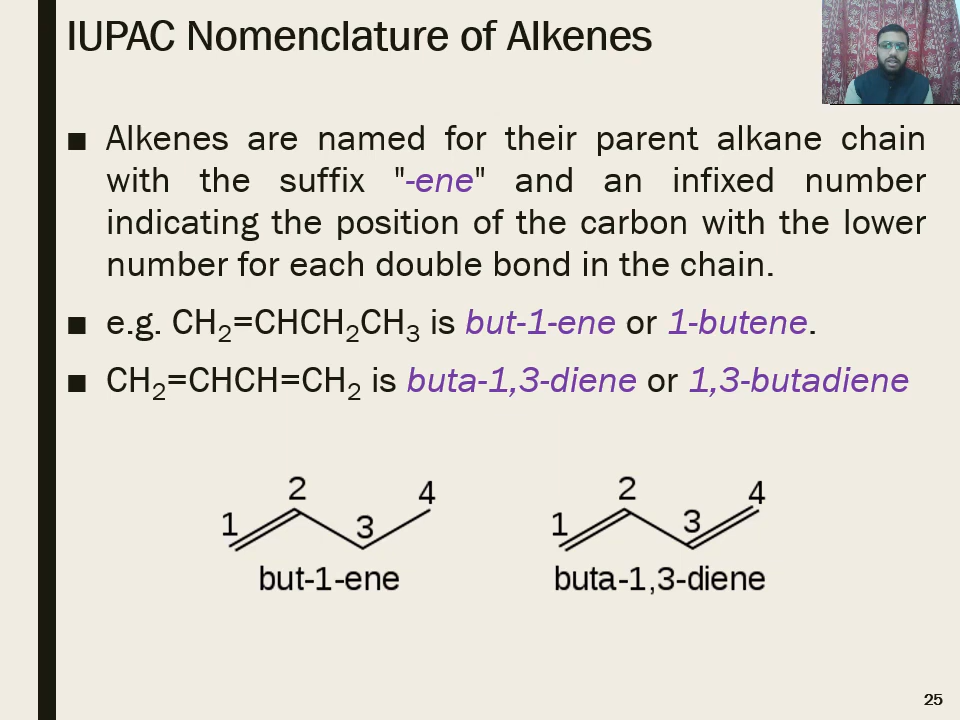 IUPAC Nomenclature of Alkenes
■ Alkenes are named for their parent alkane chain
with the suffix "-ene" and an infixed number
indicating the position of the carbon with the lower
number for each double bond in the chain.
■ e.g. CH₂=CHCH₂CH₃ is but-1-ene or 1-butene.
■ CH₂=CHCH=CH₂ is buta-1,3-diene or 1,3-butadiene
1 2 3 4
but-1-ene
1 2 3 4
buta-1,3-diene
25